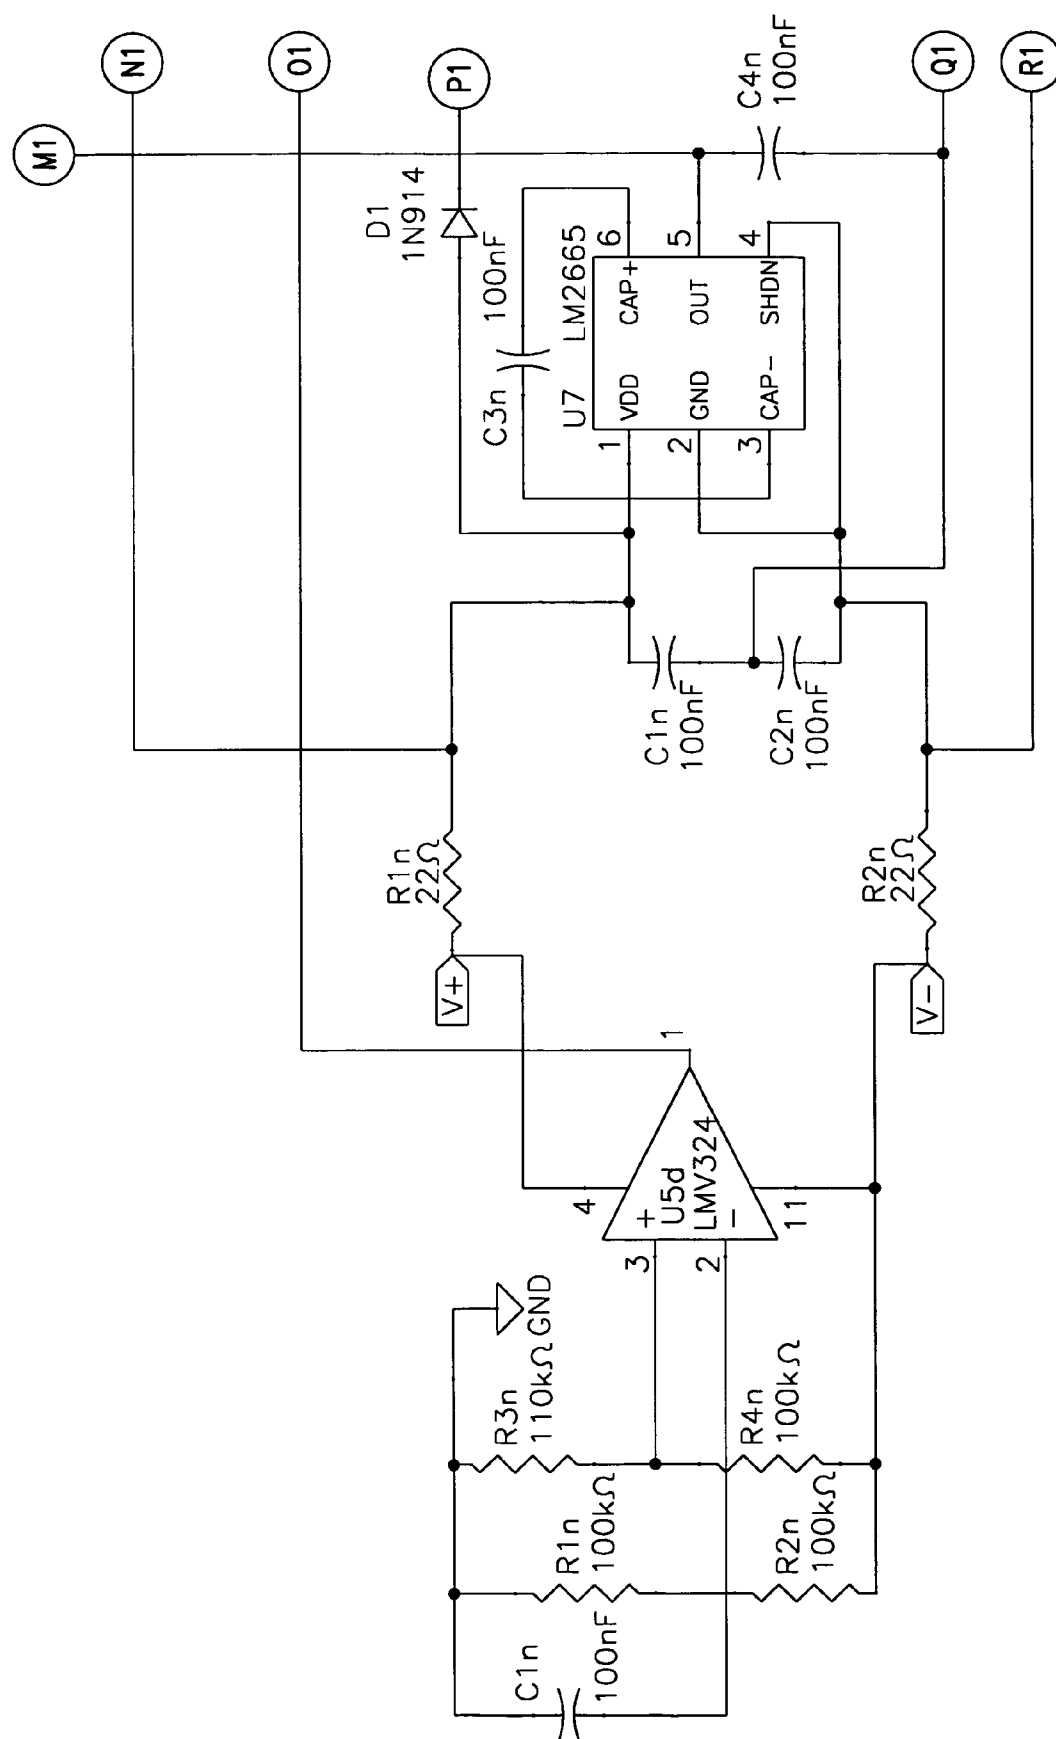 M1
N1
O1
P1
Q1
R1
D1
1N914
C4n
100nF
100nF
C3n
U7 LM2665
1 VDD CAP+ 6
2 GND OUT 5
3 CAP- SHDN 4
C1n
100nF
C2n
100nF
R1n
22Ω
R2n
22Ω
V+
V-
1
4
+
U5d
LMV324
-
3
2
11
GND
R3n
110kΩ
R4n
100kΩ
R1n
100kΩ
R2n
100kΩ
C1n
100nF